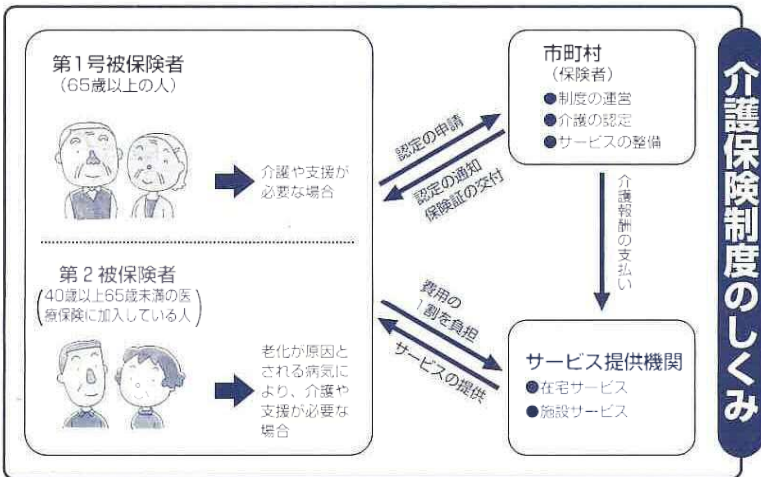 介護保険制度のしくみ
第1号被保険者
（65歳以上の人）
介護や支援が
必要な場合
第2被保険者
（40歳以上65歳未満の医
療保険に加入している人）
老化が原因と
される病気に
より、介護や
支援が必要な
場合
認定の申請
認定の通知
保険証の交付
費用の
1割を負担
サービスの提供
市町村
（保険者）
●制度の運営
●介護の認定
●サービスの整備
介護報酬の支払い
サービス提供機関
●在宅サービス
●施設サービス